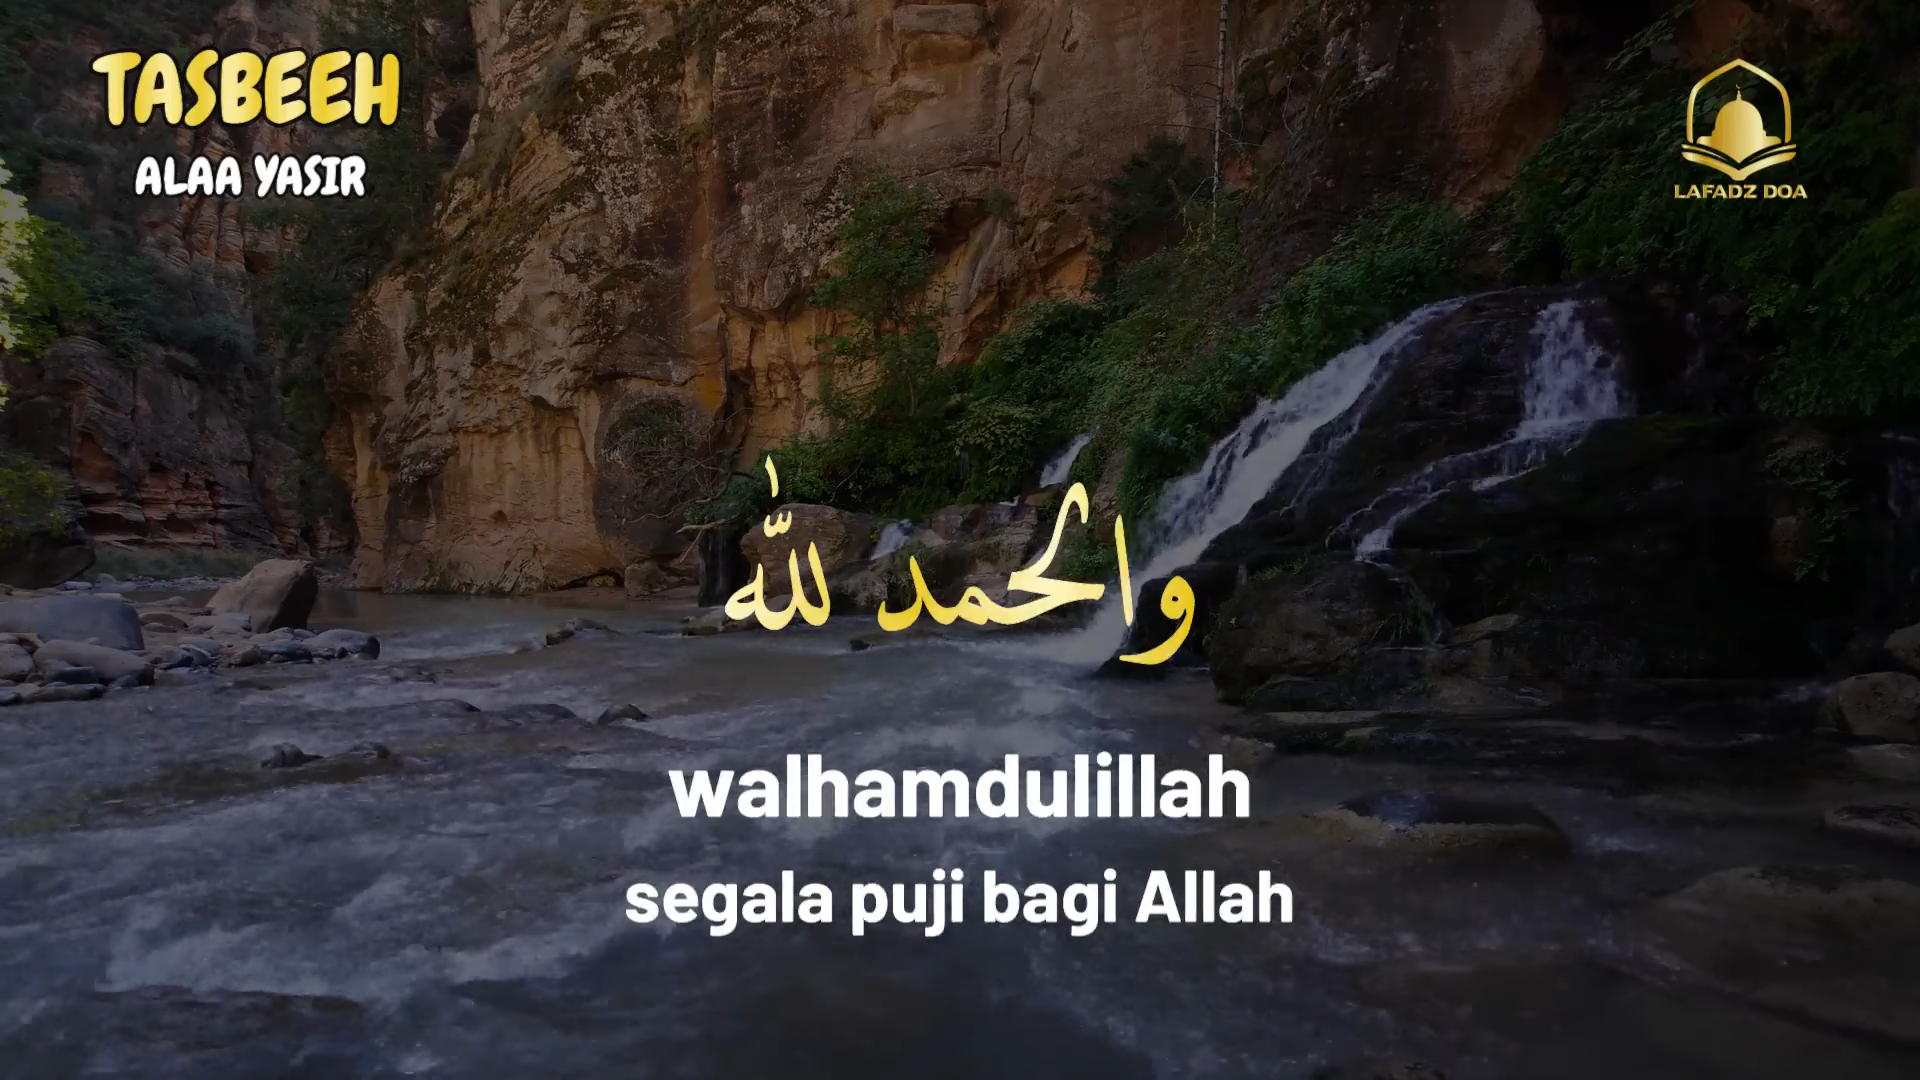 TASBEEH
ALAA YASIR
LAFADZ DOA
والحمد لله
walhamdulillah
segala puji bagi Allah